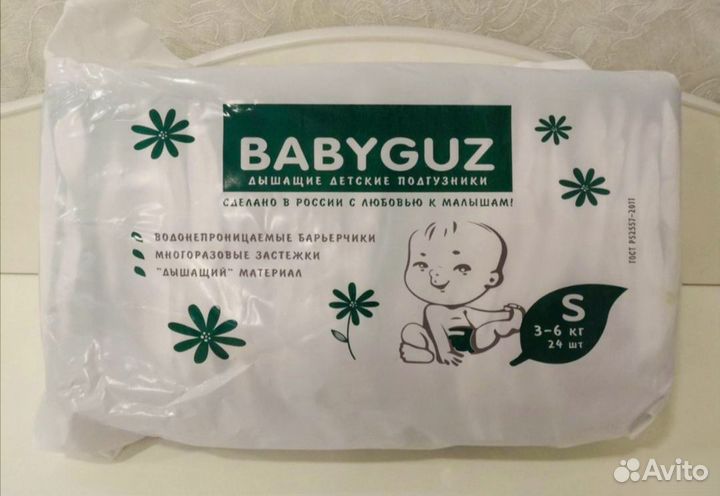 BABYGUZ
ДЫШАЩИЕ ДЕТСКИЕ ПОДГУЗНИКИ
СДЕЛАНО В РОССИИ С ЛЮБОВЬЮ К МАЛЫШАМ!
ВОДОНЕПРОНИЦАЕМЫЕ БАРЬЕРЧИКИ
МНОГОРАЗОВЫЕ ЗАСТЕЖКИ
"ДЫШАЩИЙ" МАТЕРИАЛ
ГОСТ Р52557-2011
S
3-6 КГ
24 ШТ
Avito